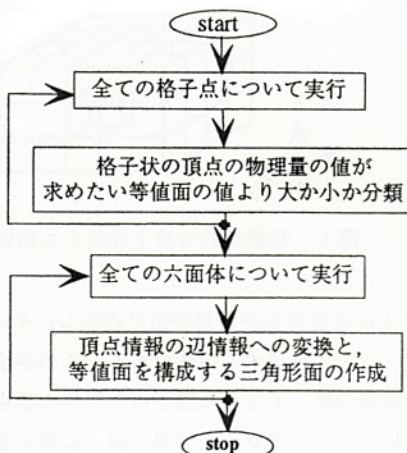 start
全ての格子点について実行
格子状の頂点の物理量の値が
求めたい等値面の値より大か小か分類
全ての六面体について実行
頂点情報の辺情報への変換と,
等値面を構成する三角形面の作成
stop